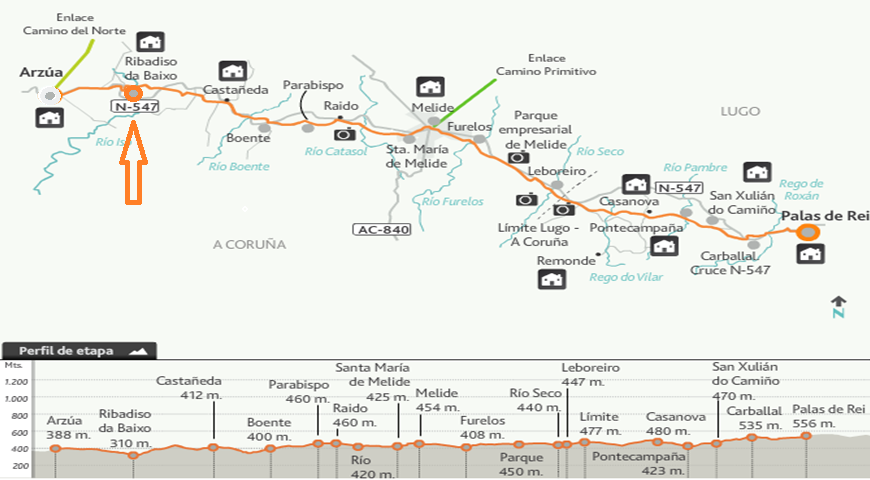 Enlace
Camino del Norte
Arzúa
Ribadiso
da Baixo
N-547
Río Is
Castañeda
Boente
Río Boente
Parabispo
Raido
Río Catasol
Melide
Enlace
Camino Primitivo
Sta. María
de Melide
Furelos
Río Furelos
AC-840
A CORUÑA
Parque
empresarial
de Melide
Río Seco
Leboreiro
LUGO
Límite Lugo -
A Coruña
Remonde
Casanova
Pontecampaña
Rego do Vilar
Río Pambre
N-547
San Xulián
do Camiño
Rego de
Roxán
Palas de Rei
Carballal
Cruce N-547
N
Perfil de etapa
Mts.
1.200
1.000
800
600
400
200
Arzúa
388 m.
Ribadiso
da Baixo
310 m.
Castañeda
412 m.
Boente
400 m.
Parabispo
460 m.
Raido
460 m.
Río
420 m.
Santa María
de Melide
425 m.
Melide
454 m.
Furelos
408 m.
Parque
450 m.
Río Seco
440 m.
Leboreiro
447 m.
Límite
477 m.
Casanova
480 m.
Pontecampaña
423 m.
San Xulián
do Camiño
470 m.
Carballal
535 m.
Palas de Rei
556 m.